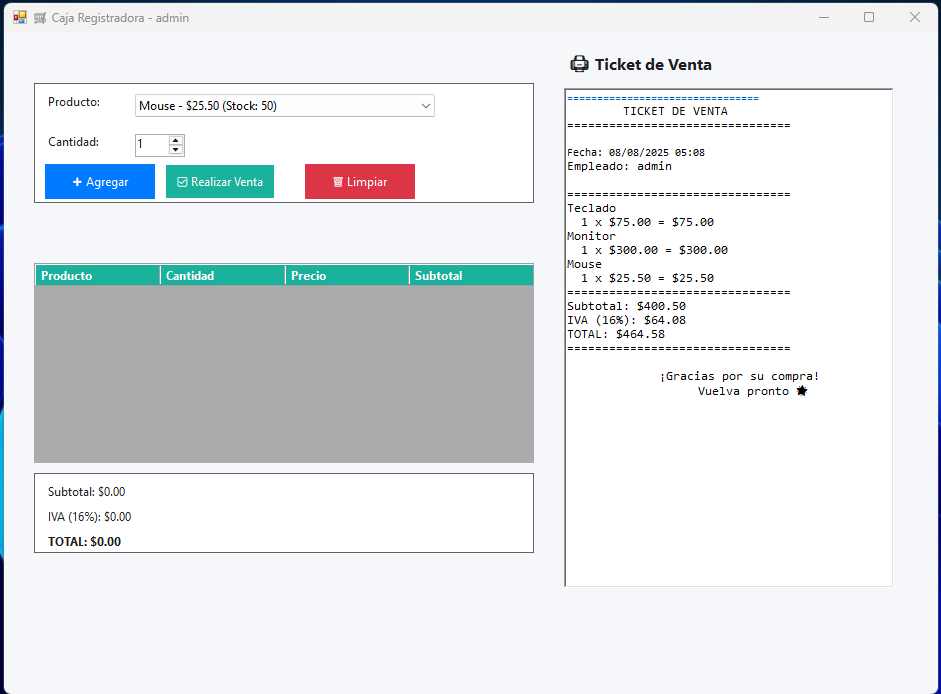 Caja Registradora - admin
Producto:
Mouse - $25.50 (Stock: 50)
Cantidad:
1
+ Agregar
Realizar Venta
Limpiar
Producto Cantidad Precio Subtotal
Subtotal: $0.00
IVA (16%): $0.00
TOTAL: $0.00
Ticket de Venta
================================
TICKET DE VENTA
================================
Fecha: 08/08/2025 05:08
Empleado: admin
================================
Teclado
1 x $75.00 = $75.00
Monitor
1 x $300.00 = $300.00
Mouse
1 x $25.50 = $25.50
================================
Subtotal: $400.50
IVA (16%): $64.08
TOTAL: $464.58
================================
¡Gracias por su compra!
Vuelva pronto ★